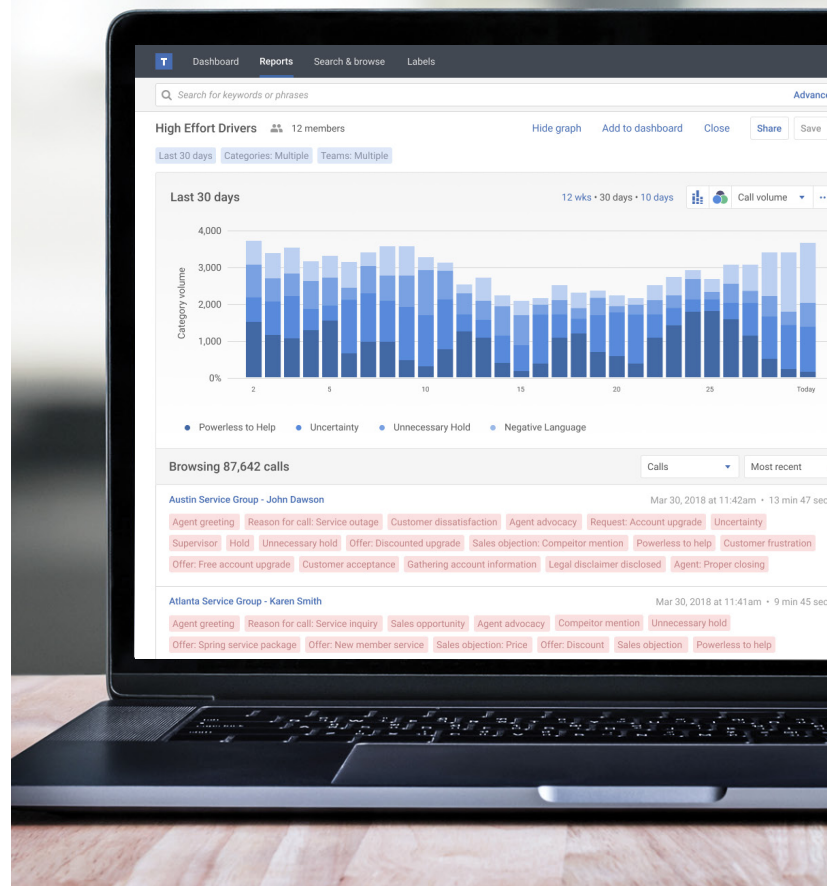 T Dashboard Reports Search & browse Labels
Search for keywords or phrases Advance
High Effort Drivers 12 members Hide graph Add to dashboard Close Share Save
Last 30 days Categories: Multiple Teams: Multiple
Last 30 days 12 wks • 30 days • 10 days Call volume
4,000
3,000
2,000
1,000
0%
Category volume
2 5 10 15 20 25 Today
Powerless to Help Uncertainty Unnecessary Hold Negative Language
Browsing 87,642 calls Calls Most recent
Austin Service Group - John Dawson Mar 30, 2018 at 11:42am • 13 min 47 sec
Agent greeting Reason for call: Service outage Customer dissatisfaction Agent advocacy Request: Account upgrade Uncertainty
Supervisor Hold Unnecessary hold Offer: Discounted upgrade Sales objection: Compeitor mention Powerless to help Customer frustration
Offer: Free account upgrade Customer acceptance Gathering account information Legal disclaimer disclosed Agent: Proper closing
Atlanta Service Group - Karen Smith Mar 30, 2018 at 11:41am • 9 min 45 sec
Agent greeting Reason for call: Service inquiry Sales opportunity Agent advocacy Compeitor mention Unnecessary hold
Offer: Spring service package Offer: New member service Sales objection: Price Offer: Discount Sales objection Powerless to help